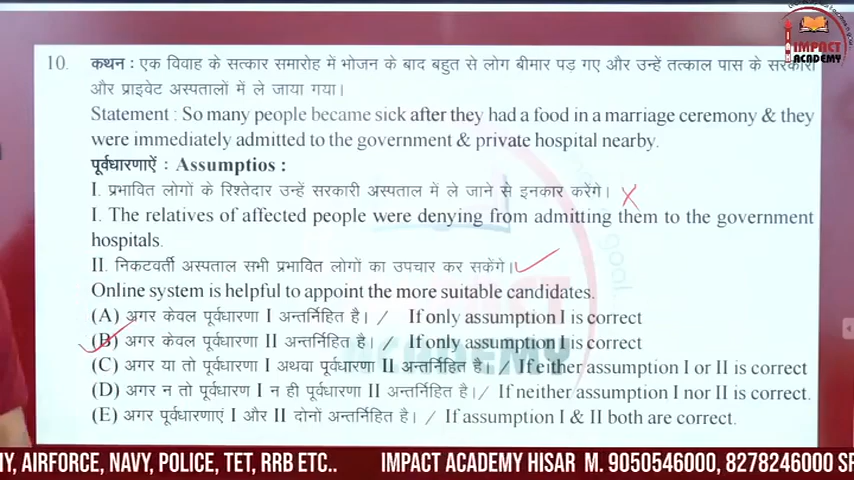 IMPACT
ACADEMY
10. कथन : एक विवाह के सत्कार समारोह में भोजन के बाद बहुत से लोग बीमार पड़ गए और उन्हें तत्काल पास के सरकारी
और प्राइवेट अस्पतालों में ले जाया गया।
Statement : So many people became sick after they had a food in a marriage ceremony & they
were immediately admitted to the government & private hospital nearby.
पूर्वधारणाऐं : Assumptios :
I. प्रभावित लोगों के रिश्तेदार उन्हें सरकारी अस्पताल में ले जाने से इनकार करेंगे।
I. The relatives of affected people were denying from admitting them to the government
hospitals.
II. निकटवर्ती अस्पताल सभी प्रभावित लोगों का उपचार कर सकेंगे।
Online system is helpful to appoint the more suitable candidates.
(A) अगर केवल पूर्वधारणा I अन्तर्निहित है। / If only assumption I is correct
(B) अगर केवल पूर्वधारणा II अन्तर्निहित है। / If only assumption I is correct
(C) अगर या तो पूर्वधारणा I अथवा पूर्वधारणा II अन्तर्निहित है। / If either assumption I or II is correct
(D) अगर न तो पूर्वधारण I न ही पूर्वधारणा II अन्तर्निहित है। / If neither assumption I nor II is correct.
(E) अगर पूर्वधारणाएं I और II दोनों अन्तर्निहित है। / If assumption I & II both are correct.
NY, AIRFORCE, NAVY, POLICE, TET, RRB ETC.. IMPACT ACADEMY HISAR M. 9050546000, 8278246000 SF